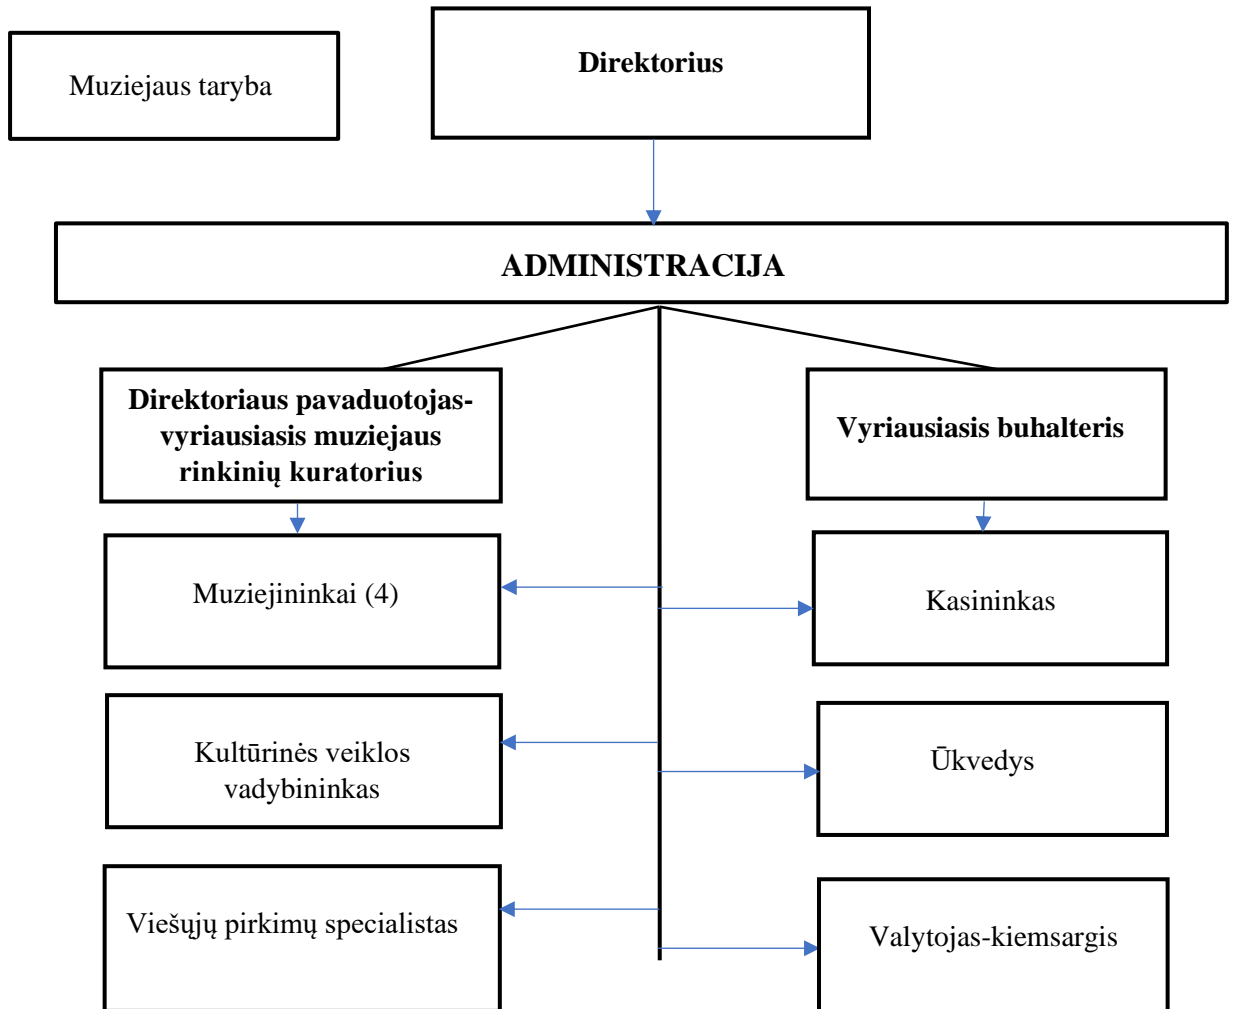 Muziejaus taryba
Direktorius
ADMINISTRACIJA
Direktoriaus pavaduotojas-
vyriausiasis muziejaus
rinkinių kuratorius
Vyriausiasis buhalteris
Muziejininkai (4)
Kasininkas
Kultūrinės veiklos
vadybininkas
Ūkvedys
Viešųjų pirkimų specialistas
Valytojas-kiemsargis